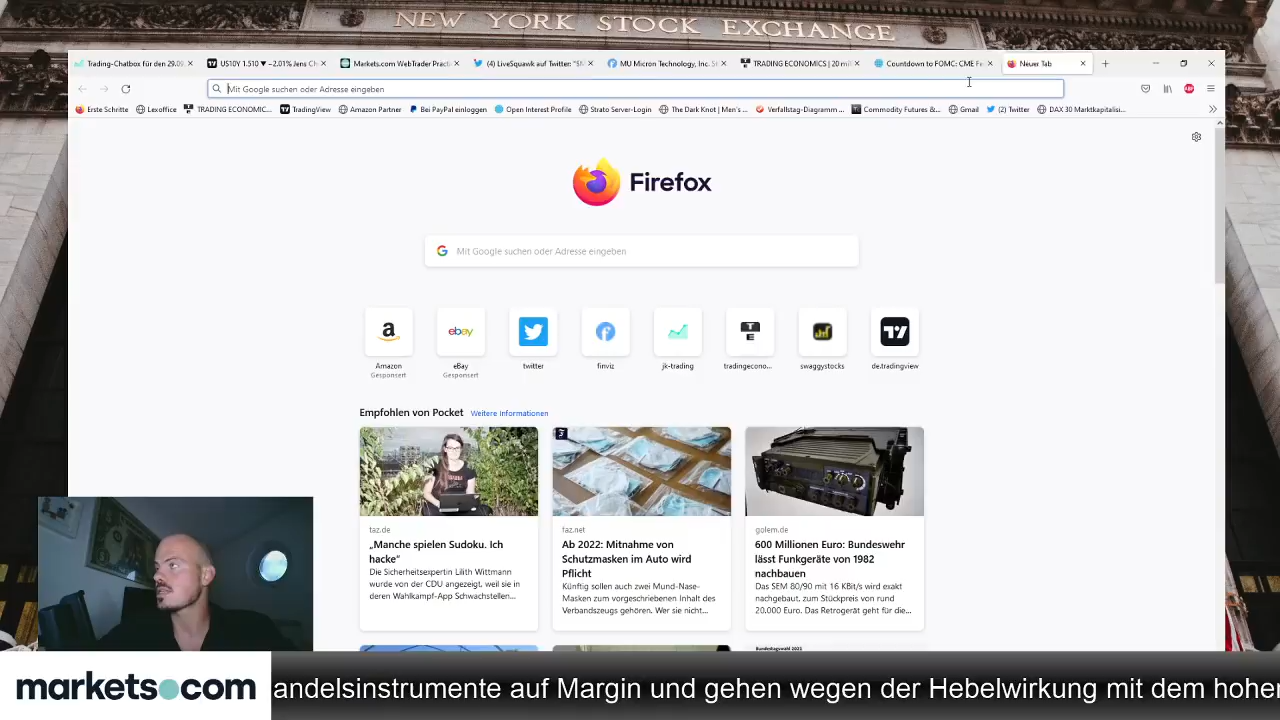 NEW YORK STOCK EXCHANGE
Trading-Chatbox für den 29.09.
US10Y 1.510 ▼ −2.01% Jens Ch
Markets.com WebTrader Practi
(4) LiveSquawk auf Twitter: "SN
MU Micron Technology, Inc. St
TRADING ECONOMICS | 20 mil
Countdown to FOMC: CME Fe
Neuer Tab
Mit Google suchen oder Adresse eingeben
Erste Schritte
Lexoffice
TRADING ECONOMIC...
TradingView
Amazon Partner
Bei PayPal einloggen
Open Interest Profile
Strato Server-Login
The Dark Knot | Men's ...
Verfallstag-Diagramm ...
Commodity Futures &...
Gmail
(2) Twitter
DAX 30 Marktkapitalisi...
Firefox
Mit Google suchen oder Adresse eingeben
Amazon
Gesponsert
eBay
Gesponsert
twitter
finviz
jk-trading
tradingecono...
swaggystocks
de.tradingview
Empfohlen von Pocket Weitere Informationen
taz.de
„Manche spielen Sudoku. Ich
hacke“
Die Sicherheitsexpertin Lilith Wittmann
wurde von der CDU angezeigt, weil sie in
deren Wahlkampf-App Schwachstellen...
faz.net
Ab 2022: Mitnahme von
Schutzmasken im Auto wird
Pflicht
Künftig sollen auch zwei Mund-Nase-
Masken zum vorgeschriebenen Inhalt des
Verbandszeugs gehören. Wer sie nicht...
golem.de
600 Millionen Euro: Bundeswehr
lässt Funkgeräte von 1982
nachbauen
Das SEM 80/90 mit 16 KBit/s wird exakt
nachgebaut, zum Stückpreis von rund
20.000 Euro. Das Retrogerät geht für die...
Bundestagswahl 2021
markets.com
andelsinstrumente auf Margin und gehen wegen der Hebelwirkung mit dem hoher